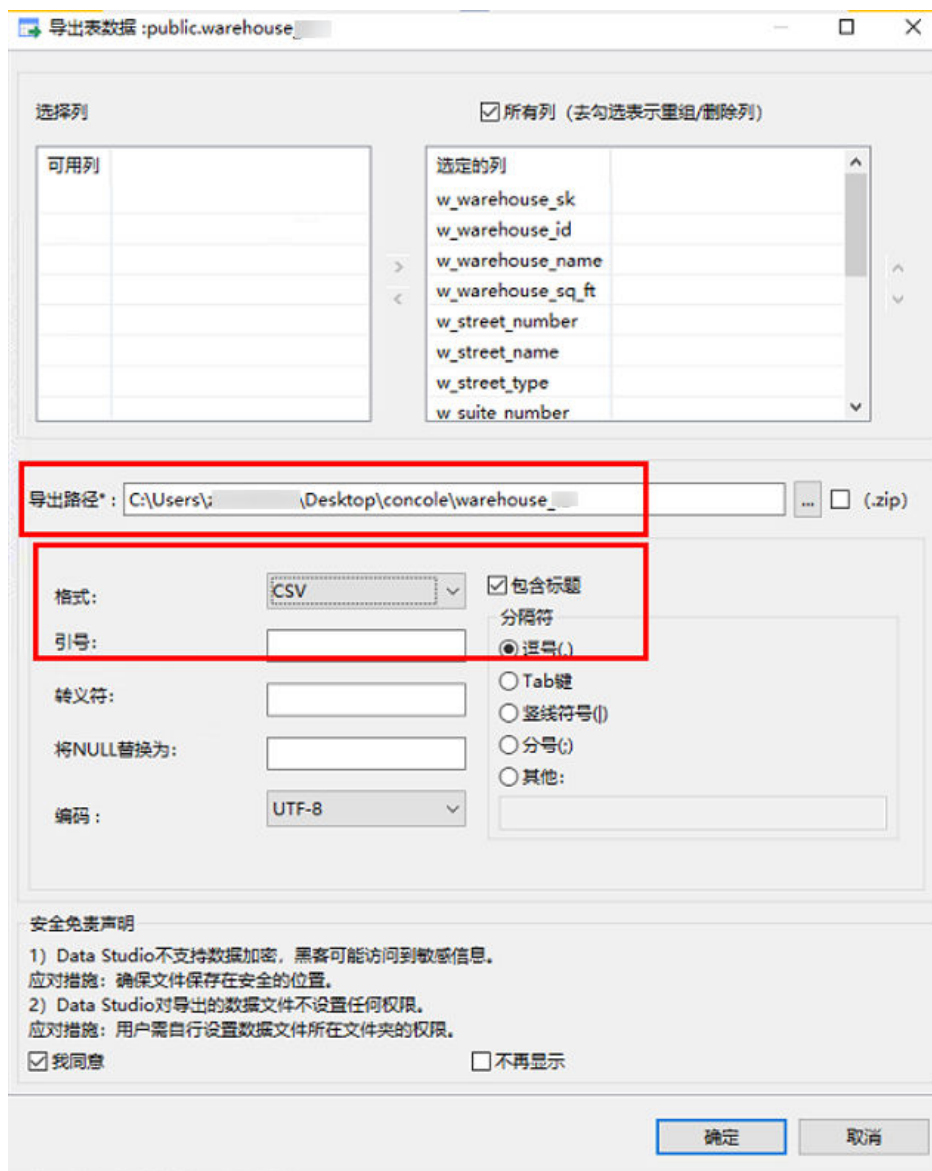 导出表数据 :public.warehouse_
选择列
所有列（去勾选表示重组/删除列）
可用列
选定的列
w_warehouse_sk
w_warehouse_id
w_warehouse_name
w_warehouse_sq_ft
w_street_number
w_street_name
w_street_type
w_suite_number
导出路径*： C:\Users\z \Desktop\concole\warehouse_ ... (.zip)
格式： CSV
包含标题
分隔符
引号：
逗号(,)
Tab键
转义符：
竖线符号(|)
将NULL替换为：
分号(;)
其他：
编码： UTF-8
安全免责声明
1）Data Studio不支持数据加密，黑客可能访问到敏感信息。
应对措施：确保文件保存在安全的位置。
2）Data Studio对导出的数据文件不设置任何权限。
应对措施：用户需自行设置数据文件所在文件夹的权限。
我同意
不再显示
确定
取消